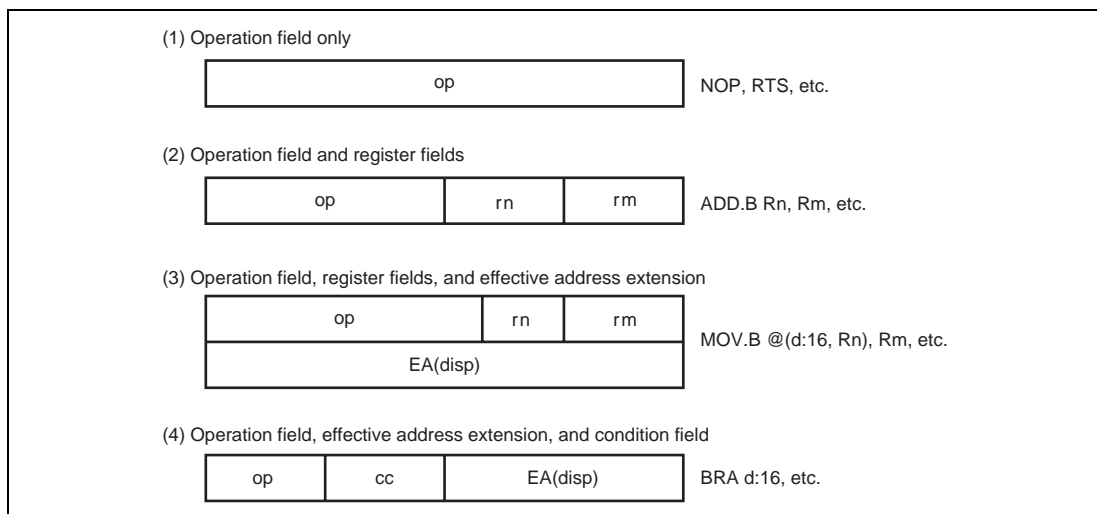 (1) Operation field only
op
NOP, RTS, etc.
(2) Operation field and register fields
op rn rm
ADD.B Rn, Rm, etc.
(3) Operation field, register fields, and effective address extension
op rn rm
MOV.B @(d:16, Rn), Rm, etc.
EA(disp)
(4) Operation field, effective address extension, and condition field
op cc EA(disp)
BRA d:16, etc.